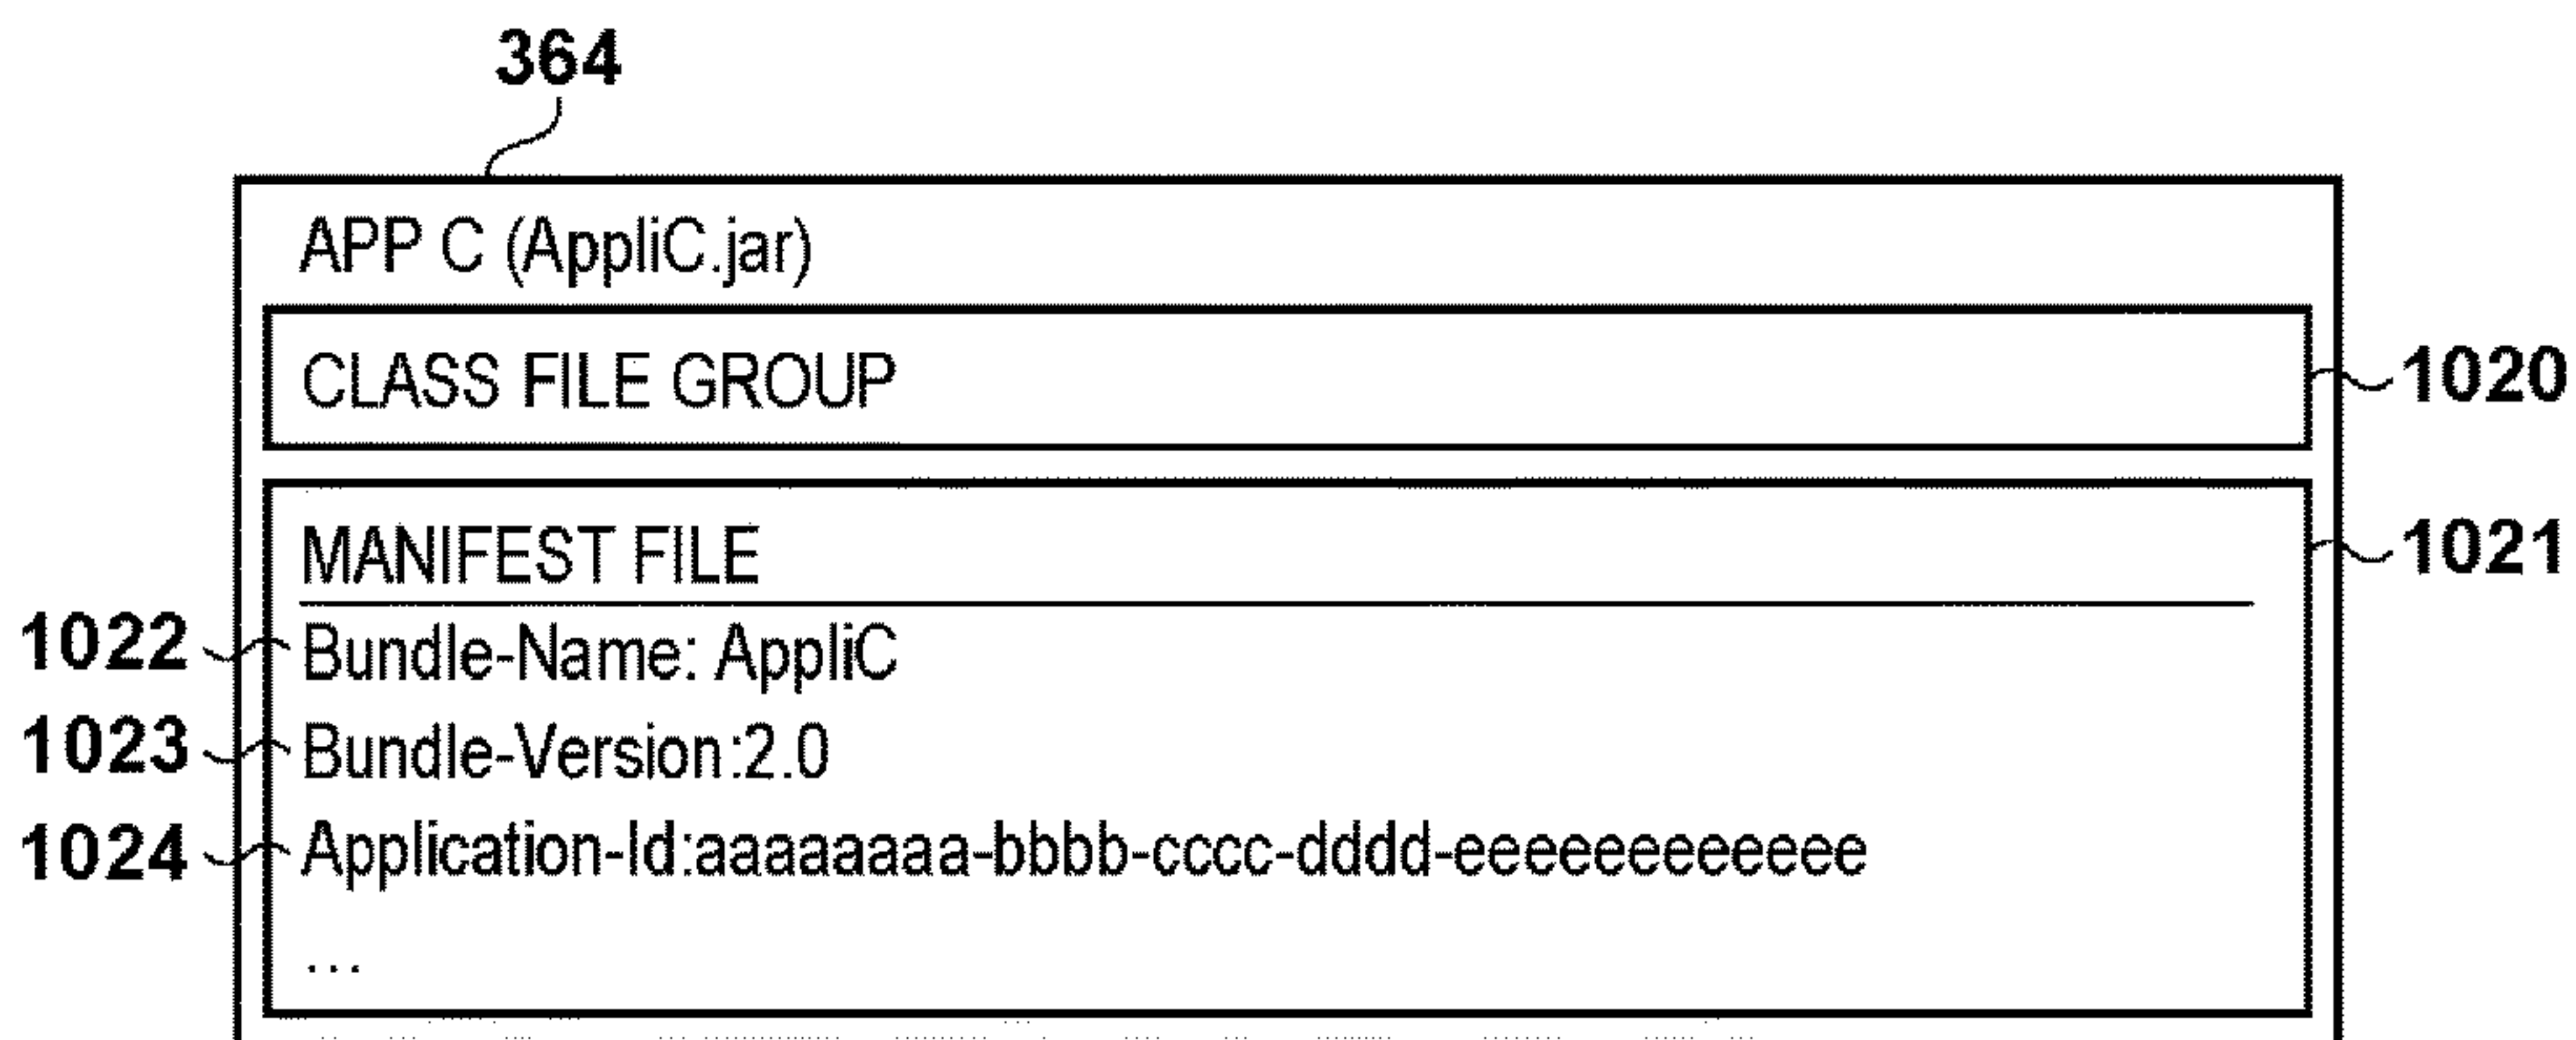 364
APP C (AppliC.jar)
CLASS FILE GROUP
1020
MANIFEST FILE
1021
1022
Bundle-Name: AppliC
1023
Bundle-Version:2.0
1024
Application-Id:aaaaaaaa-bbbb-cccc-dddd-eeeeeeeeeeee
...